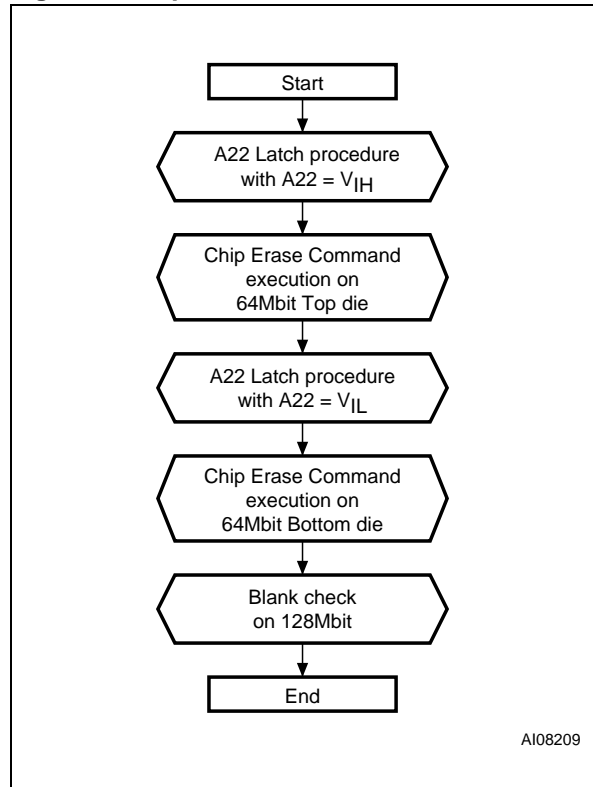 Start
A22 Latch procedure
with A22 = VIH
Chip Erase Command
execution on
64Mbit Top die
A22 Latch procedure
with A22 = VIL
Chip Erase Command
execution on
64Mbit Bottom die
Blank check
on 128Mbit
End
AI08209